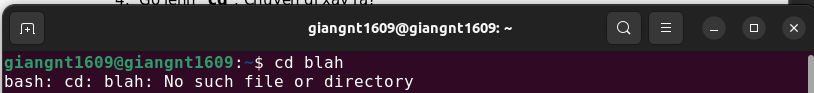 giangnt1609@giangnt1609: ~
giangnt1609@giangnt1609:~$ cd blah
bash: cd: blah: No such file or directory